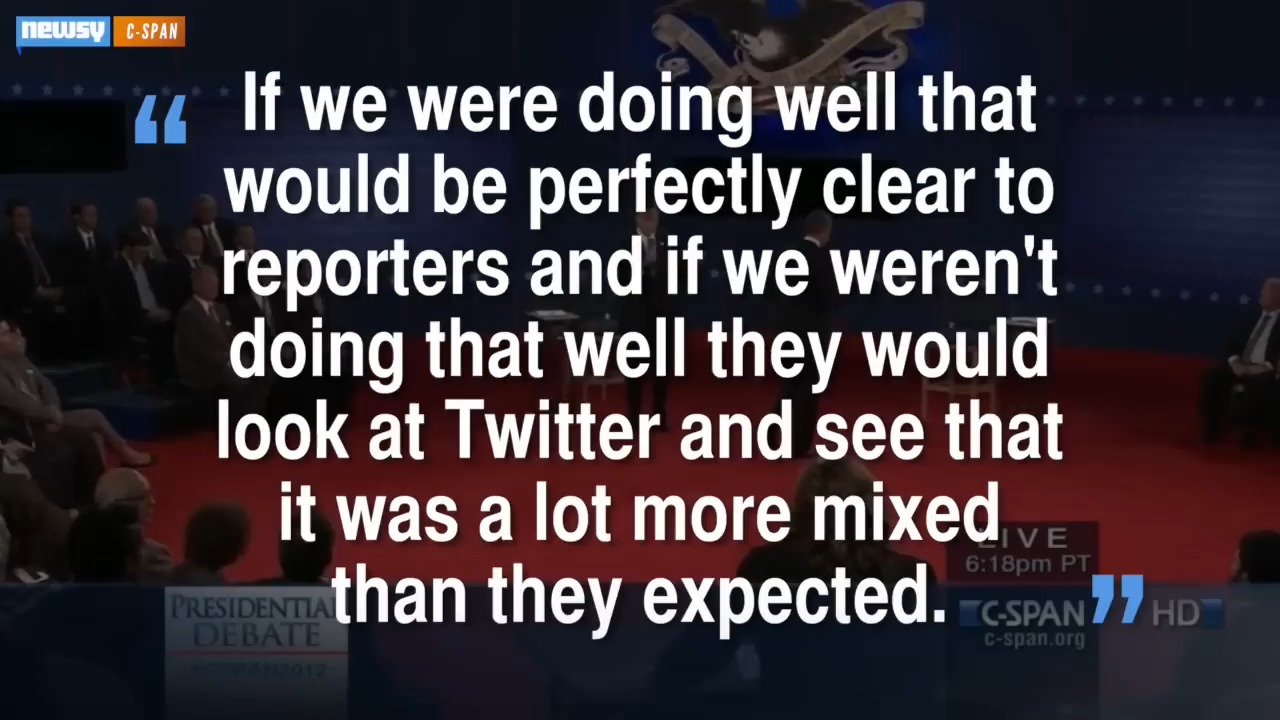 newsy C-SPAN
“ If we were doing well that
would be perfectly clear to
reporters and if we weren't
doing that well they would
look at Twitter and see that
it was a lot more mixed
than they expected. ”
LIVE
6:18pm PT
C-SPAN HD
c-span.org
PRESIDENTIAL
DEBATE